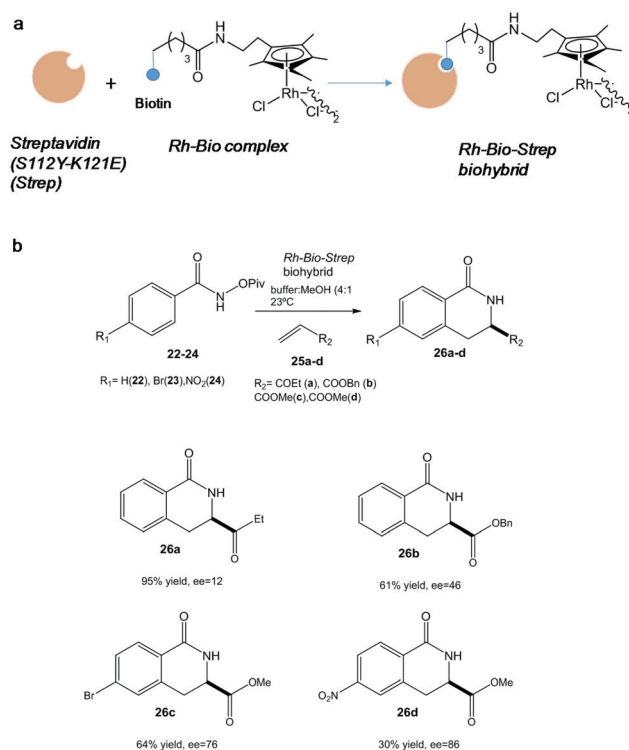 a
3
O
H
N
Rh
Cl
Cl
2
+
Biotin
Streptavidin
(S112Y-K121E)
(Strep)
Rh-Bio complex
3
O
H
N
Rh
Cl
Cl
2
Rh-Bio-Strep
biohybrid
b
O
N
H
OPiv
R1
22-24
R1= H(22), Br(23),NO2(24)
Rh-Bio-Strep
biohybrid
buffer:MeOH (4:1
23ºC
R2
25a-d
R2= COEt (a), COOBn (b)
COOMe(c),COOMe(d)
O
NH
R1
R2
26a-d
O
NH
Et
O
26a
95% yield, ee=12
O
NH
OBn
O
26b
61% yield, ee=46
O
NH
Br
OMe
O
26c
64% yield, ee=76
O
NH
NO2
OMe
O
26d
30% yield, ee=86